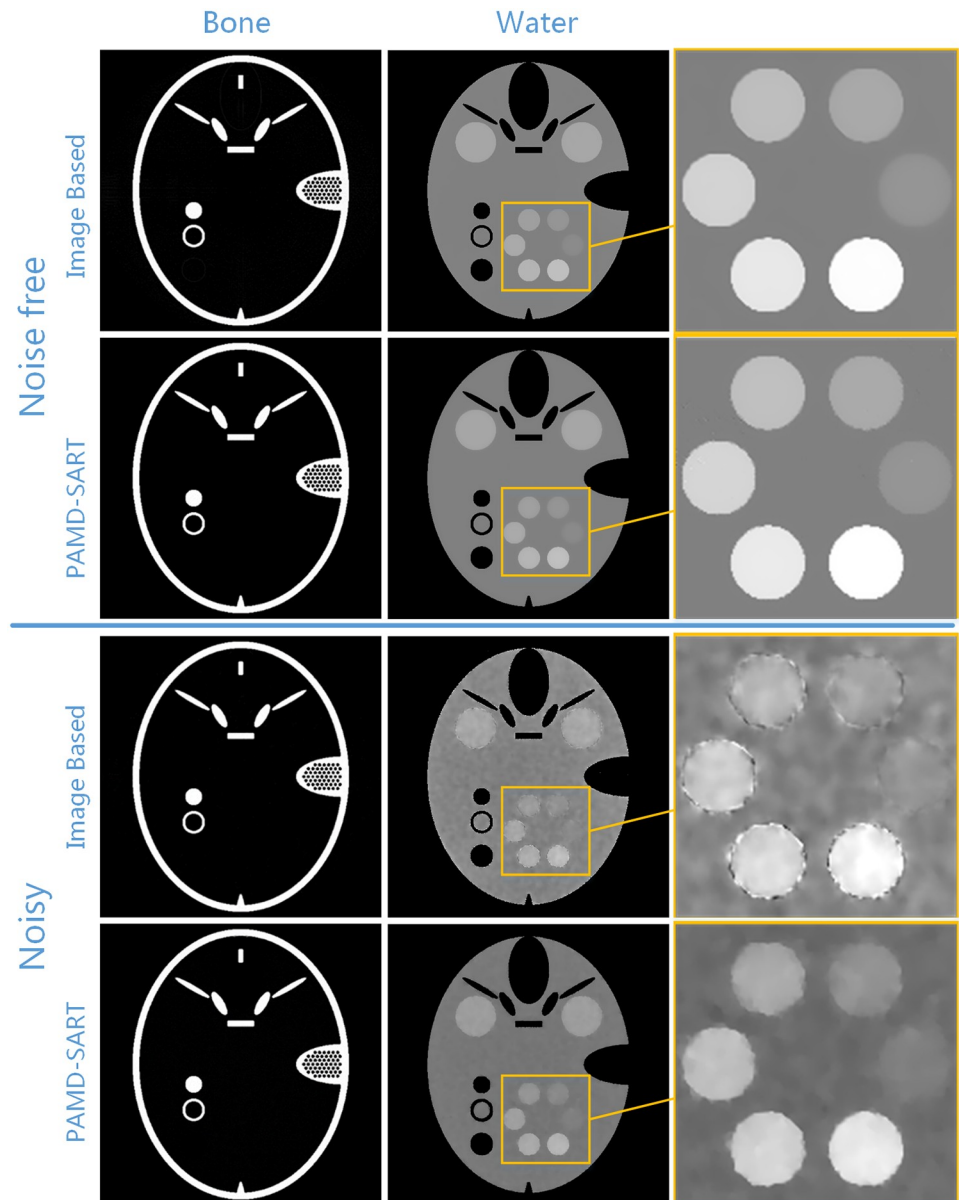 Bone
Water
Noise free
Image Based
PAMD-SART
Noisy
Image Based
PAMD-SART